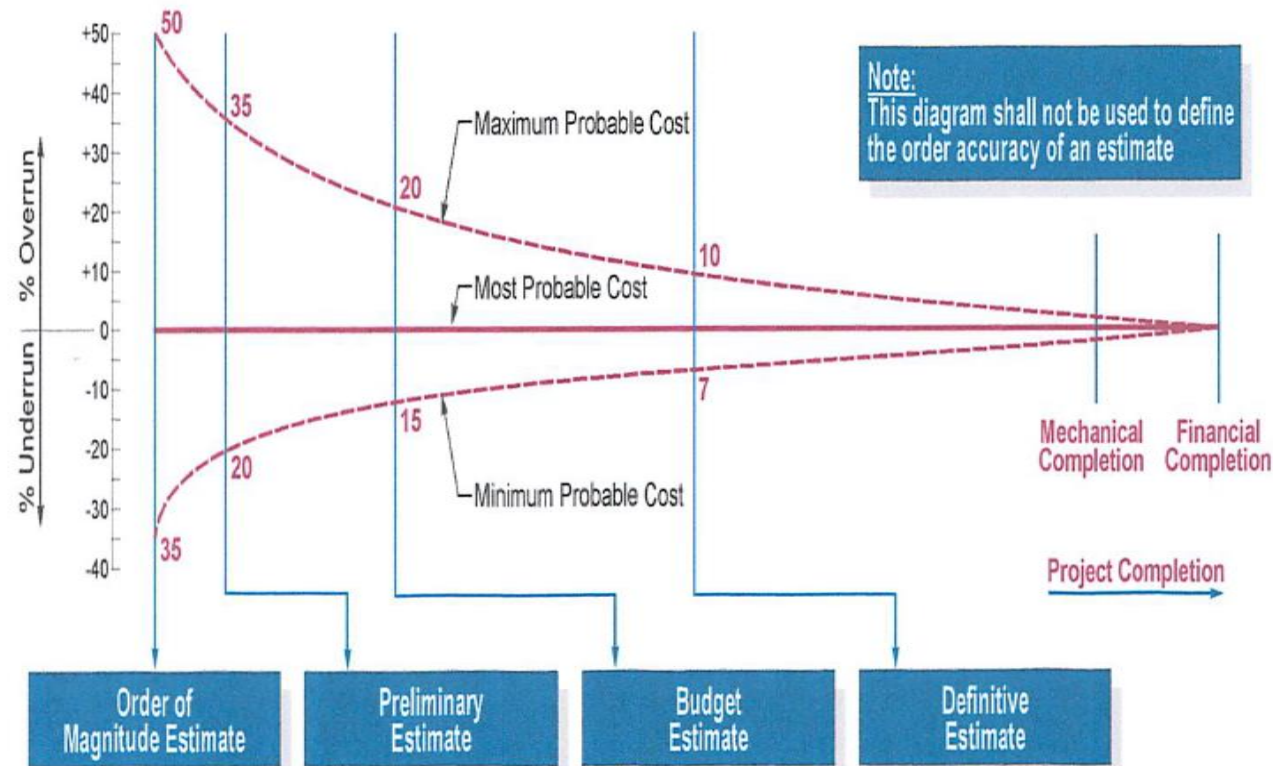 +50
+40
+30
+20
+10
0
-10
-20
-30
-40
% Overrun
% Underrun
50
35
20
10
35
20
15
7
Maximum Probable Cost
Most Probable Cost
Minimum Probable Cost
Note:
This diagram shall not be used to define
the order accuracy of an estimate
Mechanical
Completion
Financial
Completion
Project Completion
Order of
Magnitude Estimate
Preliminary
Estimate
Budget
Estimate
Definitive
Estimate